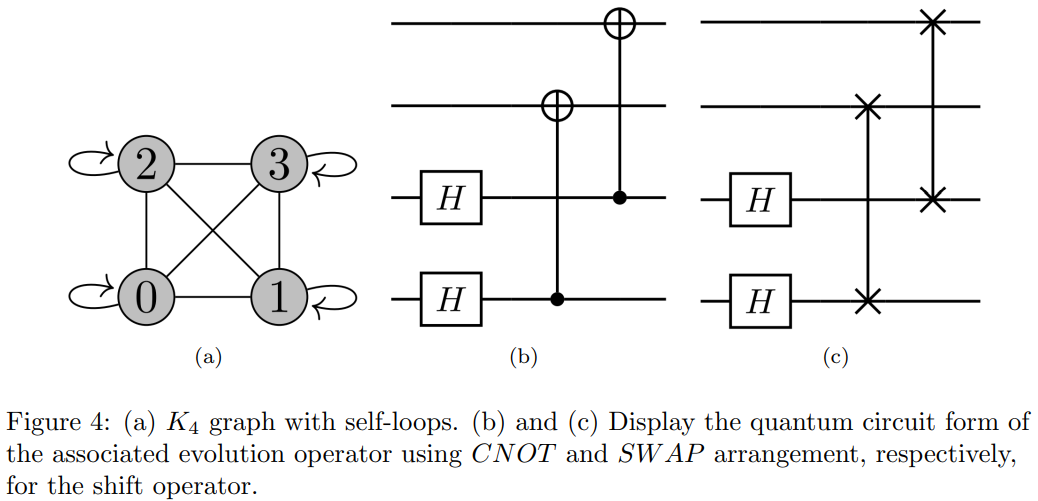 2 3
0 1
H H
H H
(a) (b) (c)
Figure 4: (a) K₄ graph with self-loops. (b) and (c) Display the quantum circuit form of
the associated evolution operator using CNOT and SWAP arrangement, respectively,
for the shift operator.